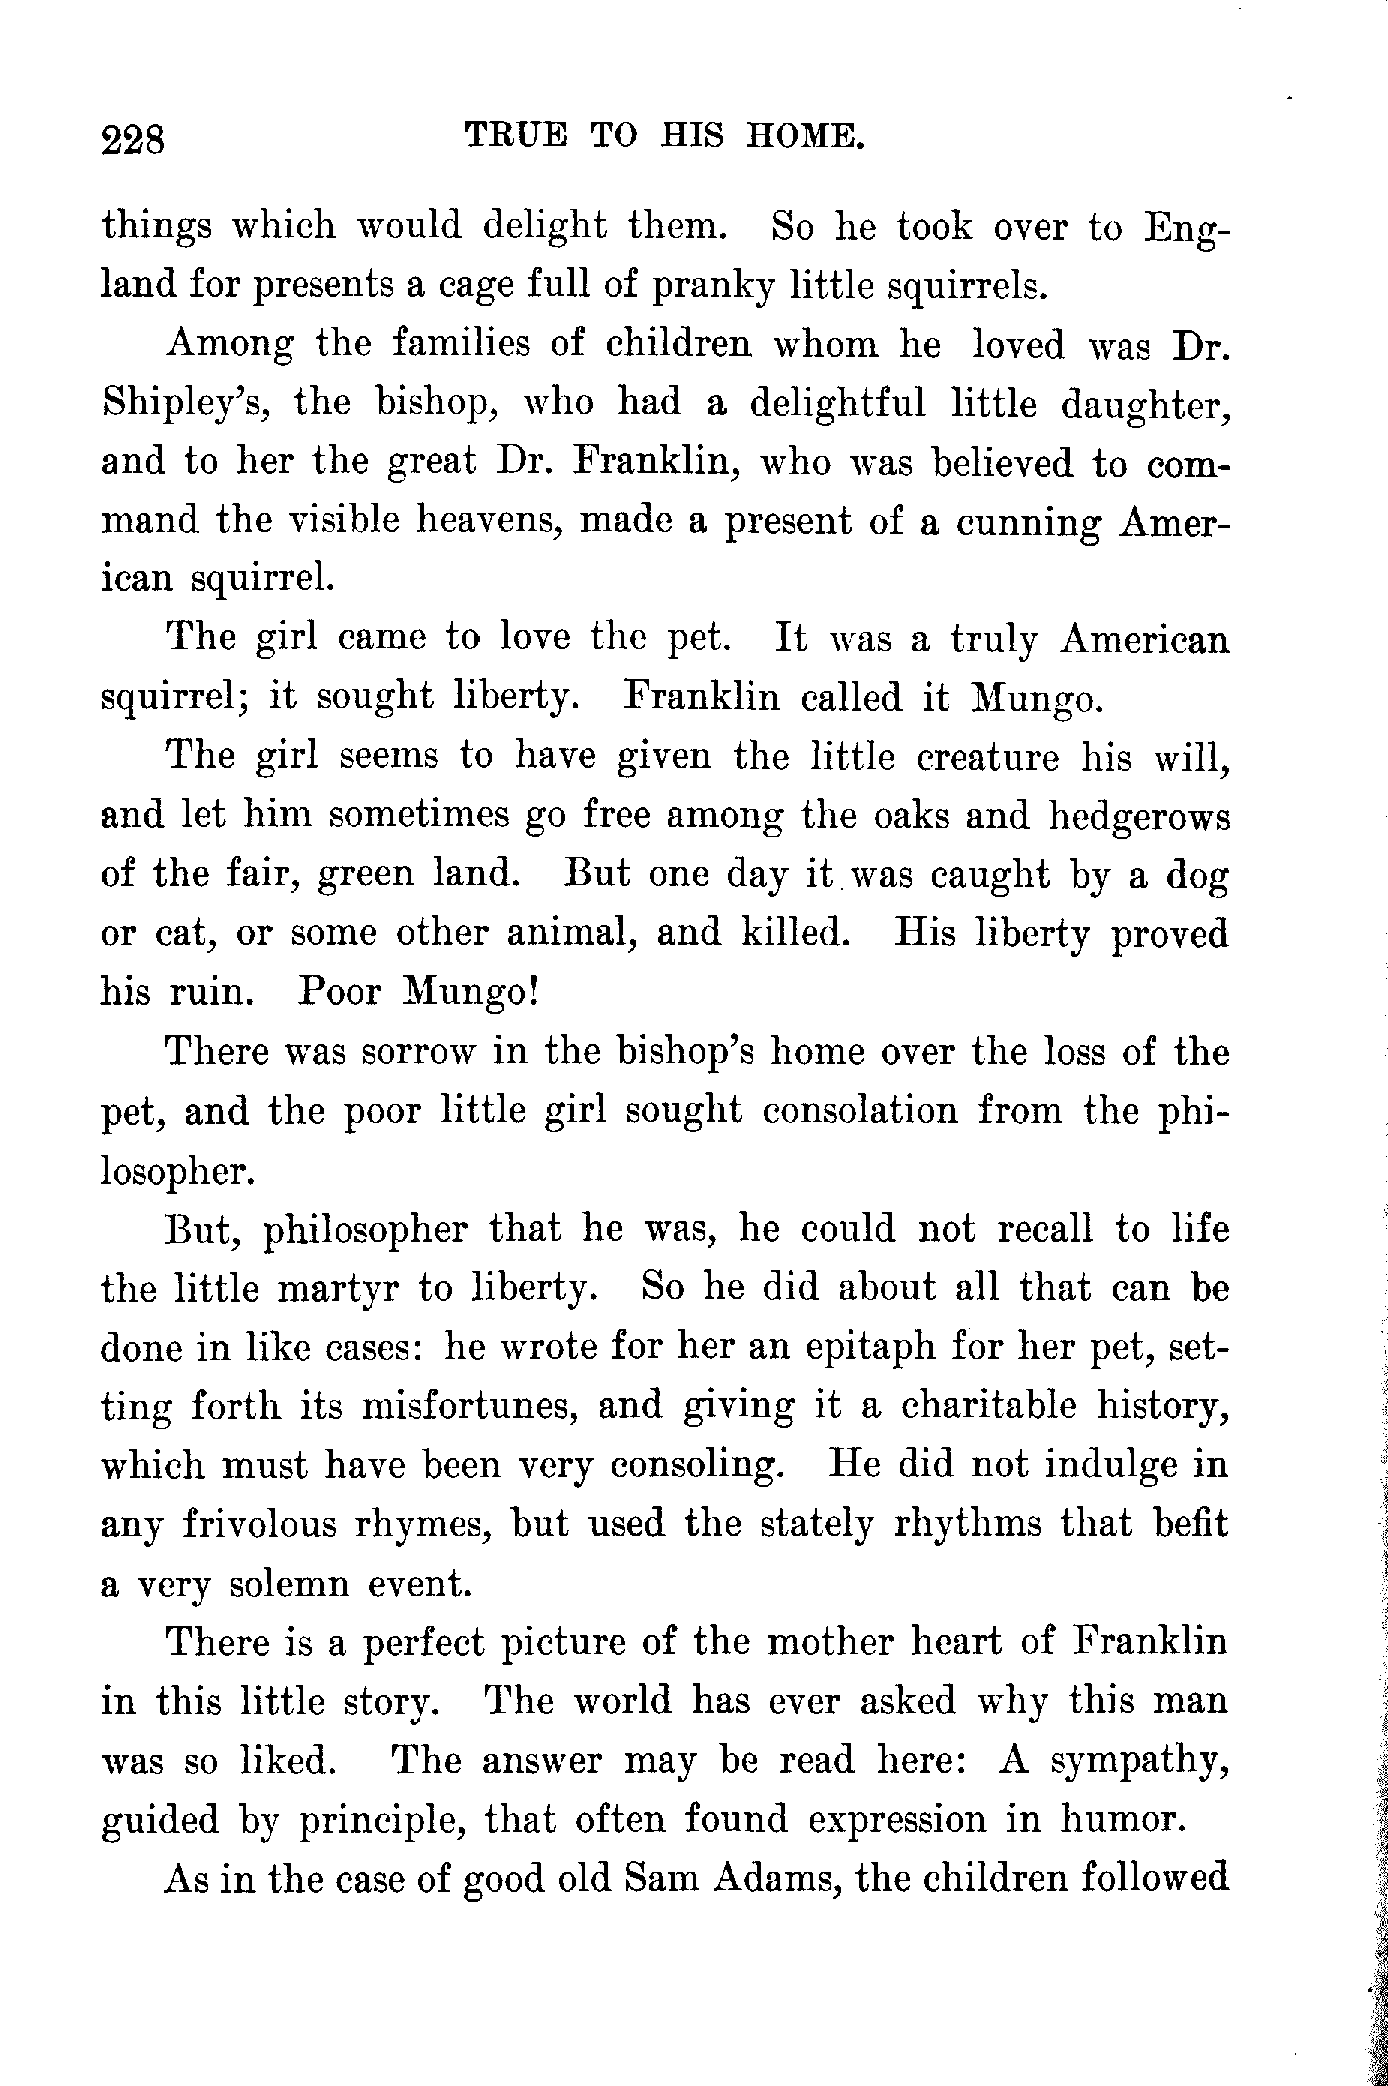 228 TRUE TO HIS HOME.
things which would delight them. So he took over to Eng-
land for presents a cage full of pranky little squirrels.
Among the families of children whom he loved was Dr.
Shipley's, the bishop, who had a delightful little daughter,
and to her the great Dr. Franklin, who was believed to com-
mand the visible heavens, made a present of a cunning Amer-
ican squirrel.
The girl came to love the pet. It was a truly American
squirrel; it sought liberty. Franklin called it Mungo.
The girl seems to have given the little creature his will,
and let him sometimes go free among the oaks and hedgerows
of the fair, green land. But one day it was caught by a dog
or cat, or some other animal, and killed. His liberty proved
his ruin. Poor Mungo!
There was sorrow in the bishop's home over the loss of the
pet, and the poor little girl sought consolation from the phi-
losopher.
But, philosopher that he was, he could not recall to life
the little martyr to liberty. So he did about all that can be
done in like cases: he wrote for her an epitaph for her pet, set-
ting forth its misfortunes, and giving it a charitable history,
which must have been very consoling. He did not indulge in
any frivolous rhymes, but used the stately rhythms that befit
a very solemn event.
There is a perfect picture of the mother heart of Franklin
in this little story. The world has ever asked why this man
was so liked. The answer may be read here: A sympathy,
guided by principle, that often found expression in humor.
As in the case of good old Sam Adams, the children followed